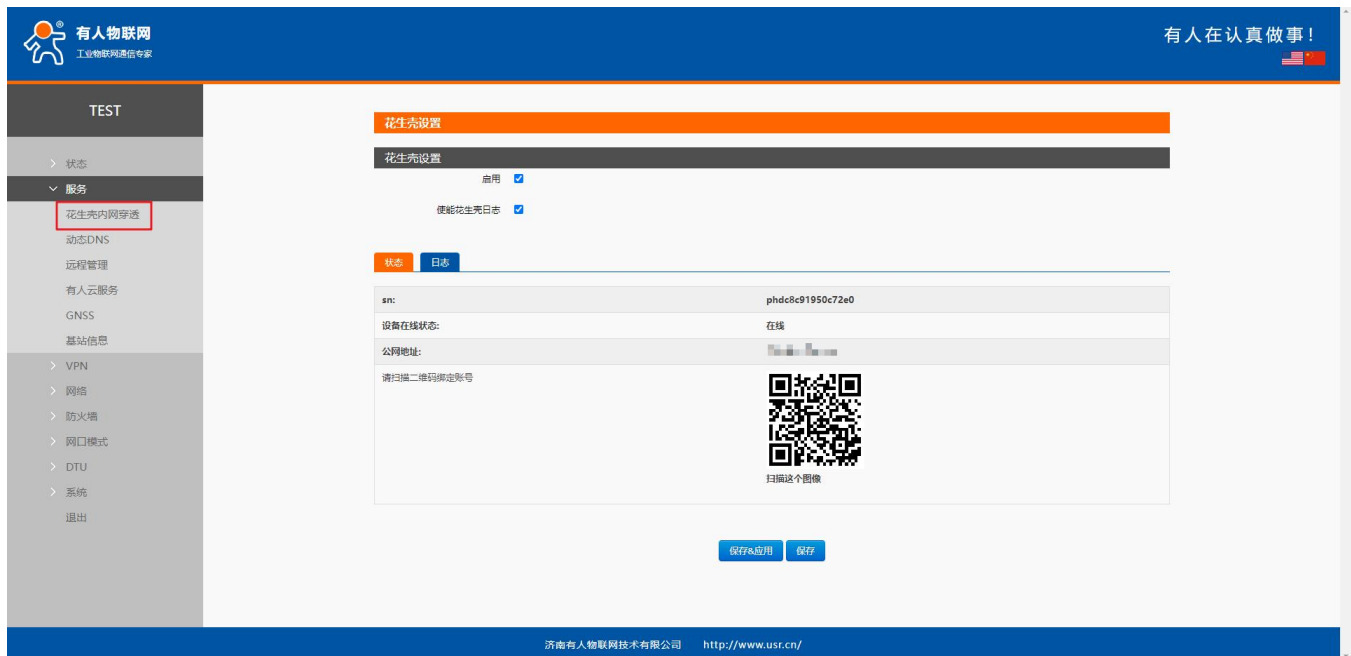 有人物联网
工业物联网通信专家
有人在认真做事！
TEST
状态
服务
花生壳内网穿透
动态DNS
远程管理
有人云服务
GNSS
基站信息
VPN
网络
防火墙
网口模式
DTU
系统
退出
花生壳设置
花生壳设置
启用
使能花生壳日志
状态 日志
sn: phdc8c91950c72e0
设备在线状态: 在线
公网地址:
请扫描二维码绑定账号
扫描这个图像
保存&应用 保存
济南有人物联网技术有限公司 http://www.usr.cn/